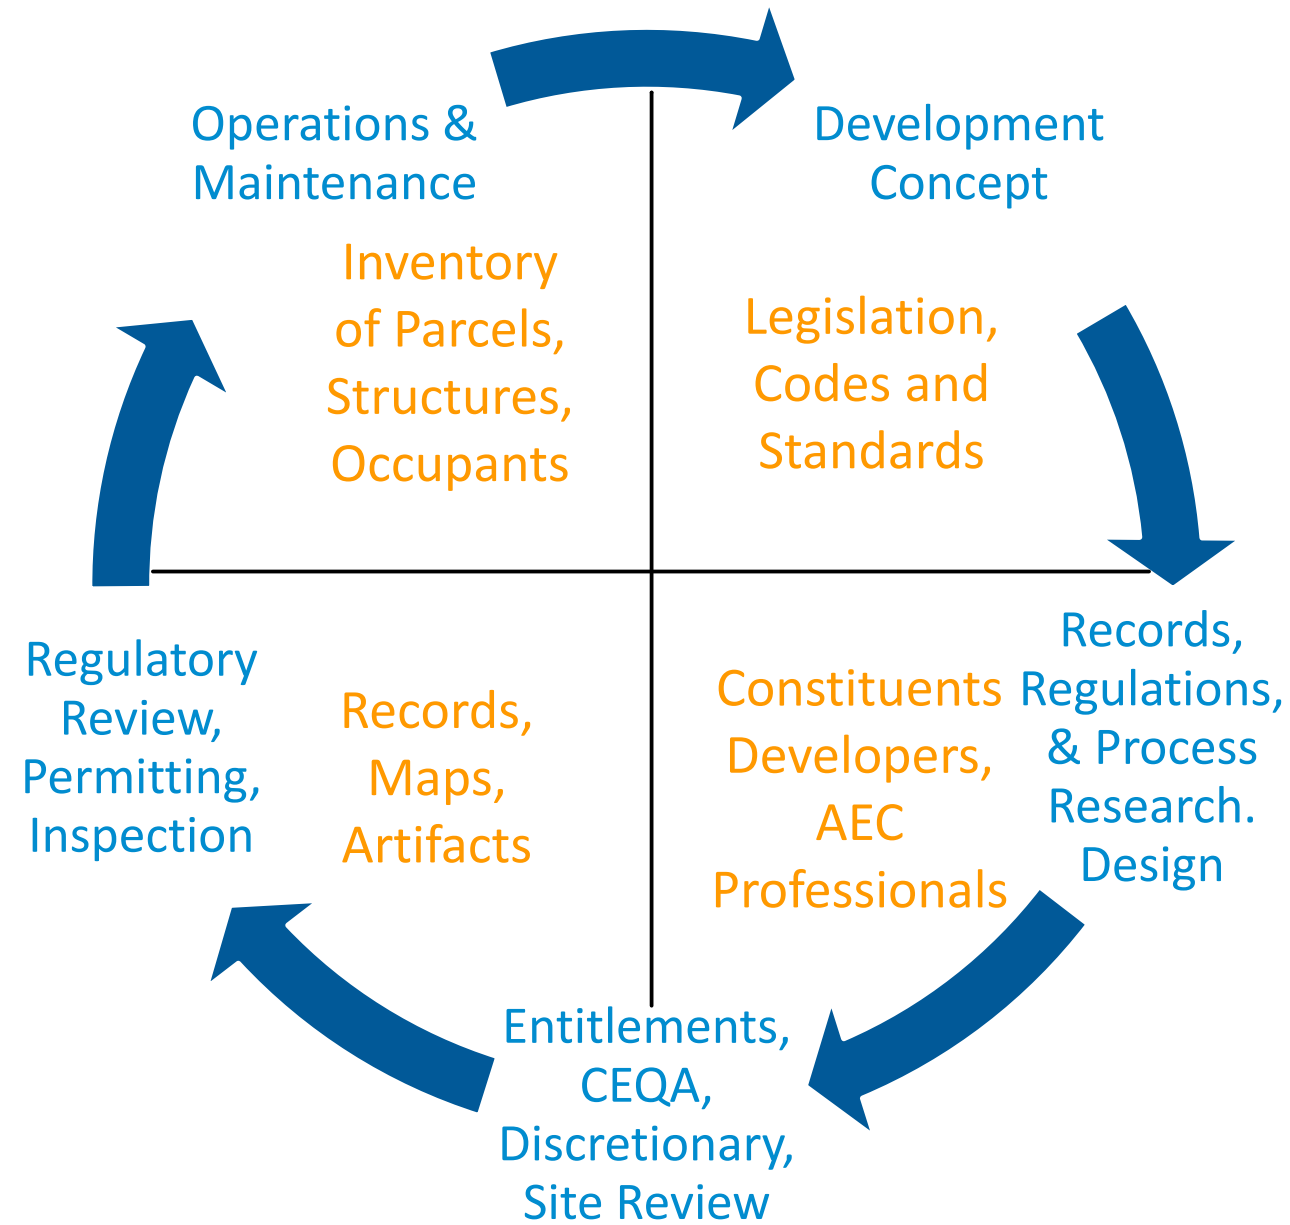 Operations &
Maintenance
Development
Concept
Inventory
of Parcels,
Structures,
Occupants
Legislation,
Codes and
Standards
Records,
Regulations,
& Process
Research.
Design
Constituents
Developers,
AEC
Professionals
Regulatory
Review,
Permitting,
Inspection
Records,
Maps,
Artifacts
Entitlements,
CEQA,
Discretionary,
Site Review